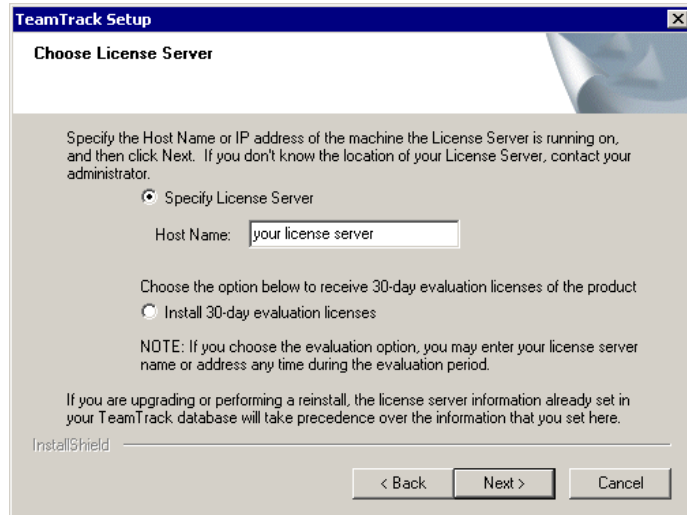 TeamTrack Setup
Choose License Server
Specify the Host Name or IP address of the machine the License Server is running on,
and then click Next. If you don't know the location of your License Server, contact your
administrator.
Specify License Server
Host Name: your license server
Choose the option below to receive 30-day evaluation licenses of the product
Install 30-day evaluation licenses
NOTE: If you choose the evaluation option, you may enter your license server
name or address any time during the evaluation period.
If you are upgrading or performing a reinstall, the license server information already set in
your TeamTrack database will take precedence over the information that you set here.
InstallShield
< Back Next > Cancel